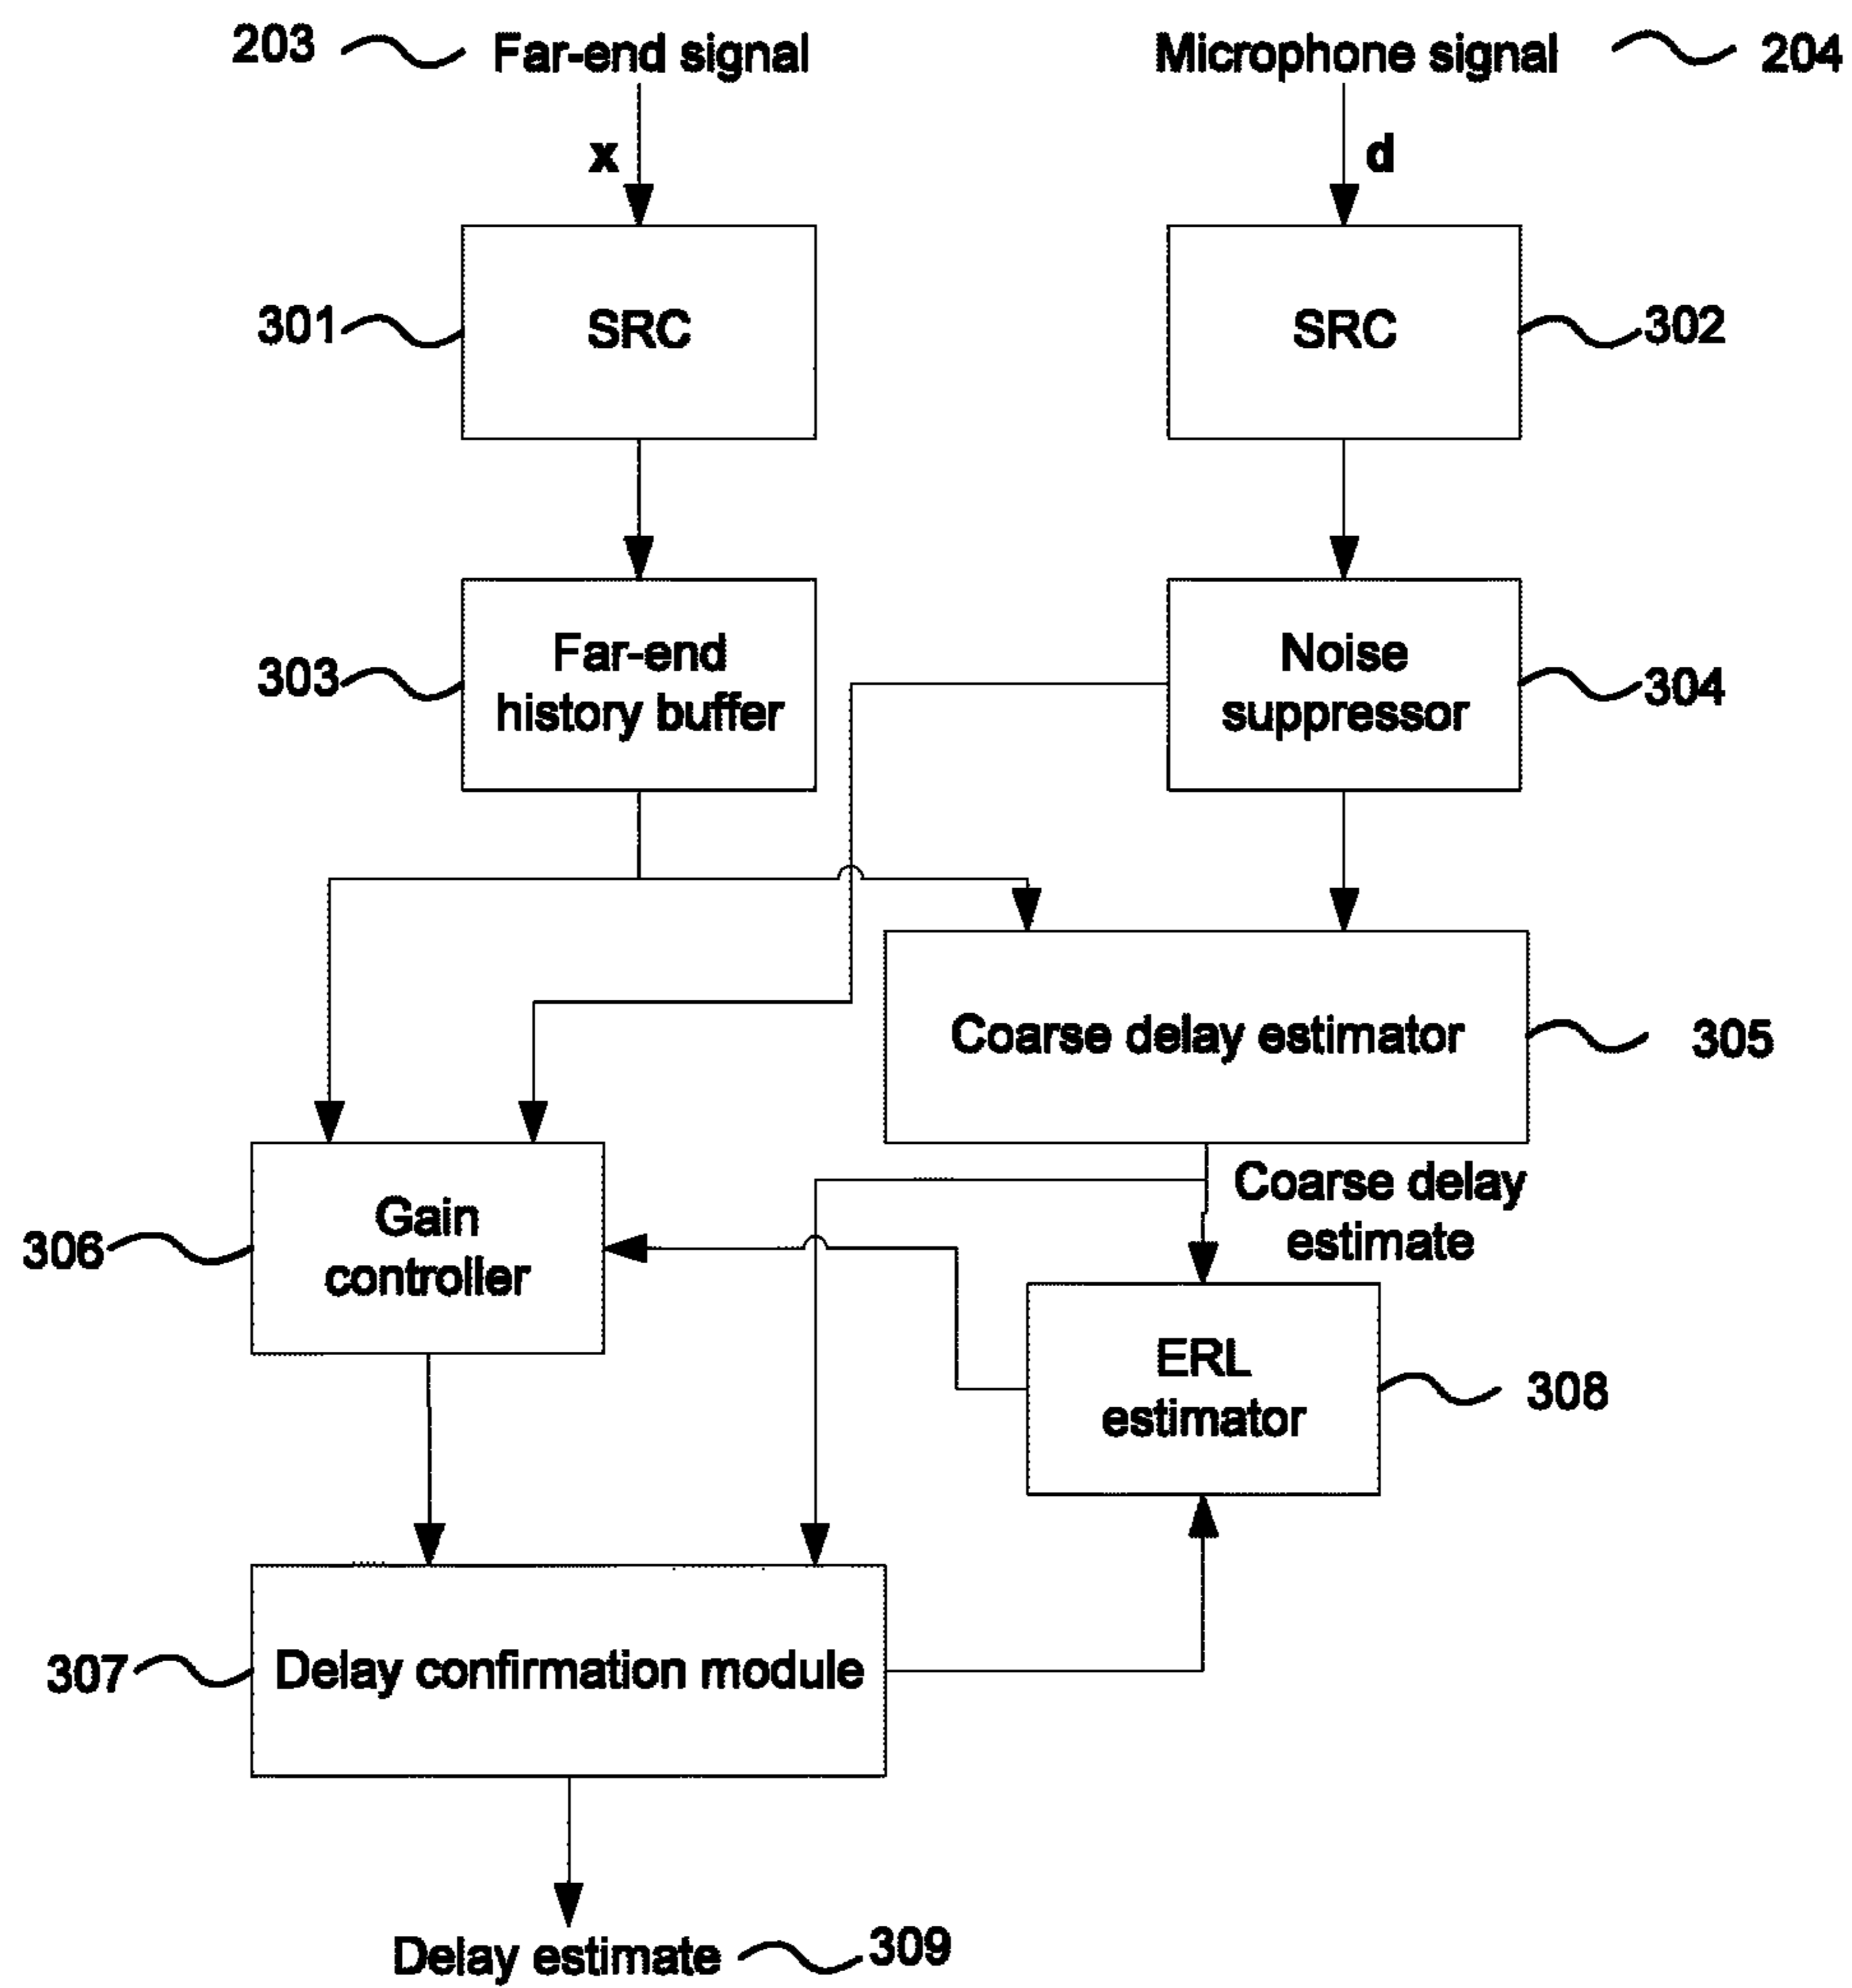 203 Far-end signal
Microphone signal 204
x
d
301 SRC
SRC 302
303 Far-end
history buffer
Noise
suppressor 304
Coarse delay estimator 305
306 Gain
controller
Coarse delay
estimate
ERL
estimator 308
307 Delay confirmation module
Delay estimate 309